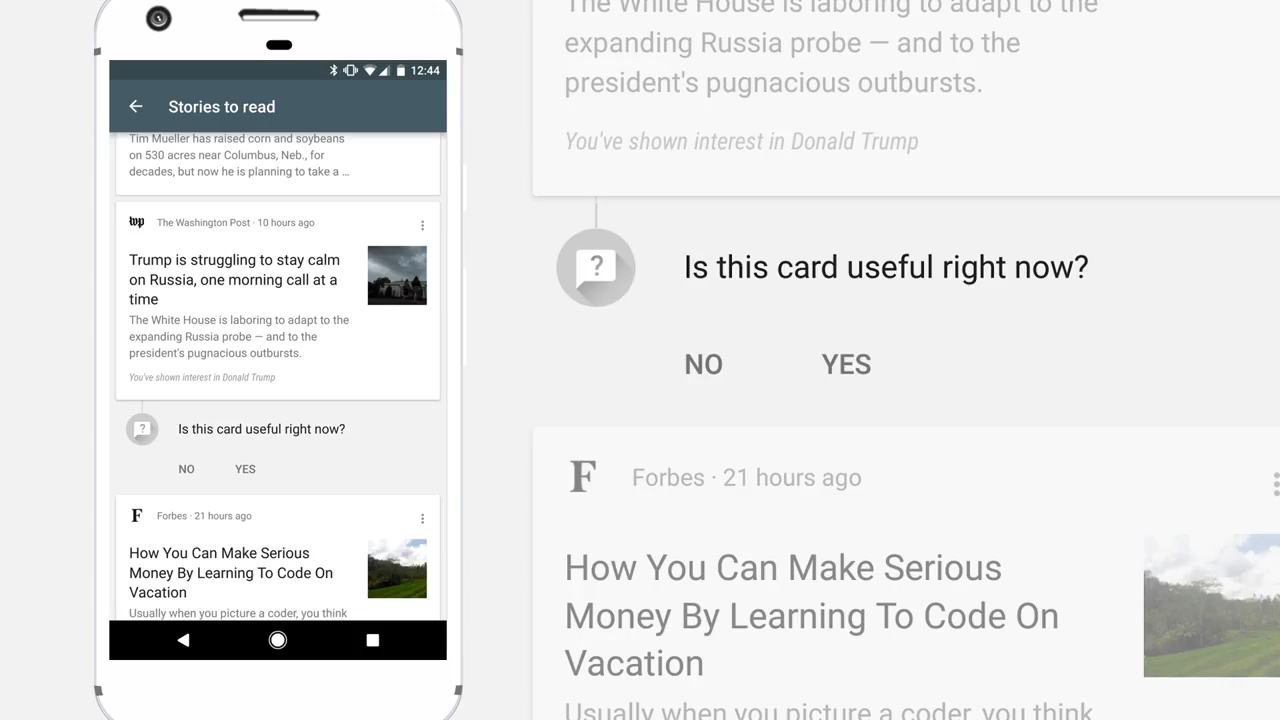 12:44
Stories to read
Tim Mueller has raised corn and soybeans
on 530 acres near Columbus, Neb., for
decades, but now he is planning to take a ...
wp
The Washington Post · 10 hours ago
Trump is struggling to stay calm
on Russia, one morning call at a
time
The White House is laboring to adapt to the
expanding Russia probe — and to the
president's pugnacious outbursts.
You've shown interest in Donald Trump
?
Is this card useful right now?
NO YES
F
Forbes · 21 hours ago
How You Can Make Serious
Money By Learning To Code On
Vacation
Usually when you picture a coder, you think
The White House is laboring to adapt to the
expanding Russia probe — and to the
president's pugnacious outbursts.
You've shown interest in Donald Trump
?
Is this card useful right now?
NO YES
F
Forbes · 21 hours ago
How You Can Make Serious
Money By Learning To Code On
Vacation
Usually when you picture a coder, you think